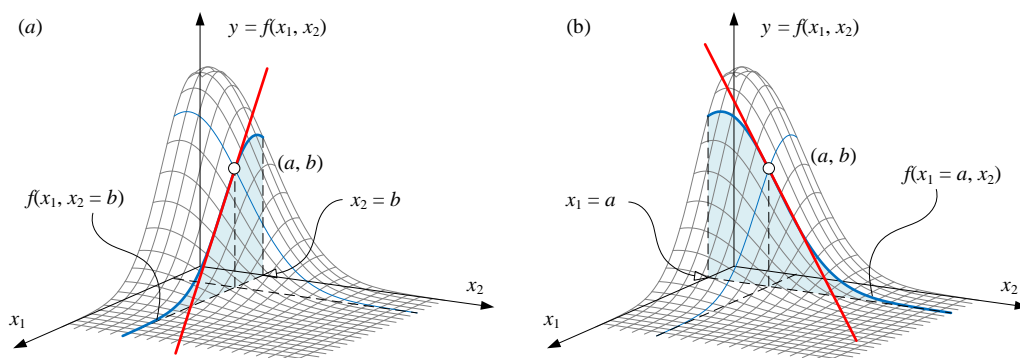 (a)
y = f(x₁, x₂)
(a, b)
f(x₁, x₂ = b)
x₂ = b
x₂
x₁
(b)
y = f(x₁, x₂)
(a, b)
f(x₁ = a, x₂)
x₁ = a
x₂
x₁